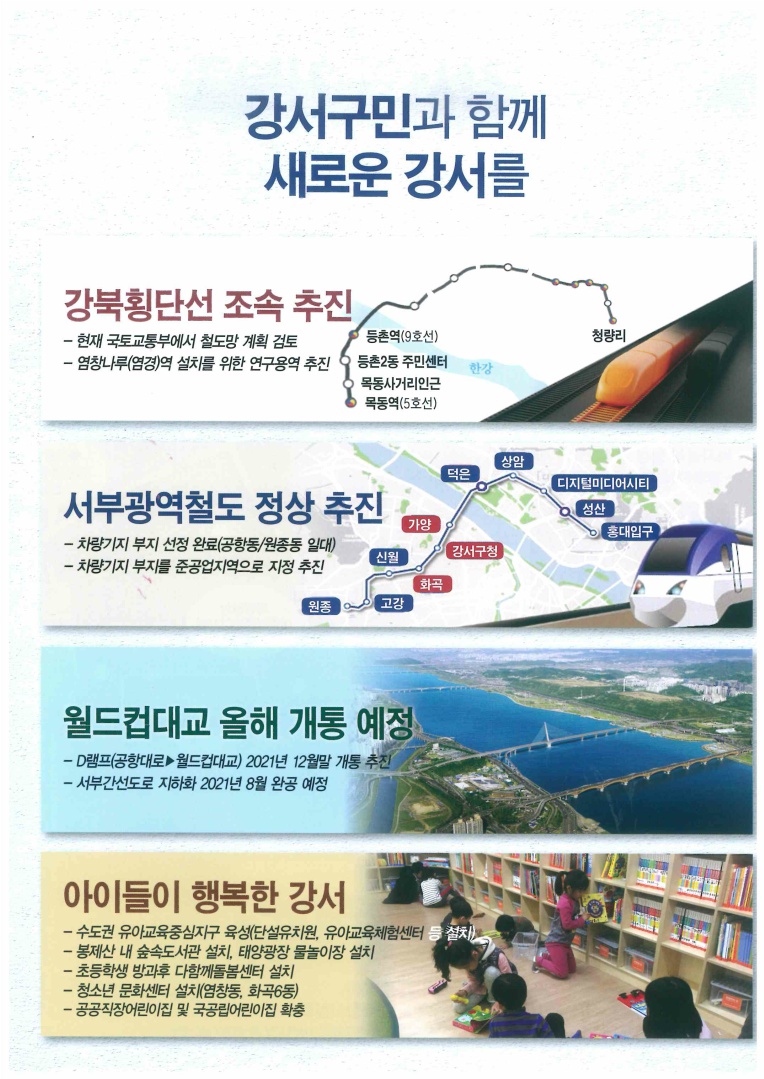 강서구민과 함께
새로운 강서를
강북횡단선 조속 추진
- 현재 국토교통부에서 철도망 계획 검토
- 염창나루(염경)역 설치를 위한 연구용역 추진
등촌역(9호선)
등촌2동 주민센터
목동사거리인근
목동역(5호선)
한강
청량리
서부광역철도 정상 추진
- 차량기지 부지 선정 완료(공항동/원종동 일대)
- 차량기지 부지를 준공업지역으로 지정 추진
상암
덕은
디지털미디어시티
성산
홍대입구
가양
강서구청
신월
화곡
원종
고강
월드컵대교 올해 개통 예정
- D램프(공항대로▶월드컵대교) 2021년 12월말 개통 추진
- 서부간선도로 지하화 2021년 8월 완공 예정
아이들이 행복한 강서
- 수도권 유아교육중심지구 육성(단설유치원, 유아교육체험센터 등 설치)
- 봉제산 내 숲속도서관 설치, 태양광장 물놀이장 설치
- 초등학생 방과후 다함께돌봄센터 설치
- 청소년 문화센터 설치(염창동, 화곡6동)
- 공공직장어린이집 및 국공립어린이집 확충